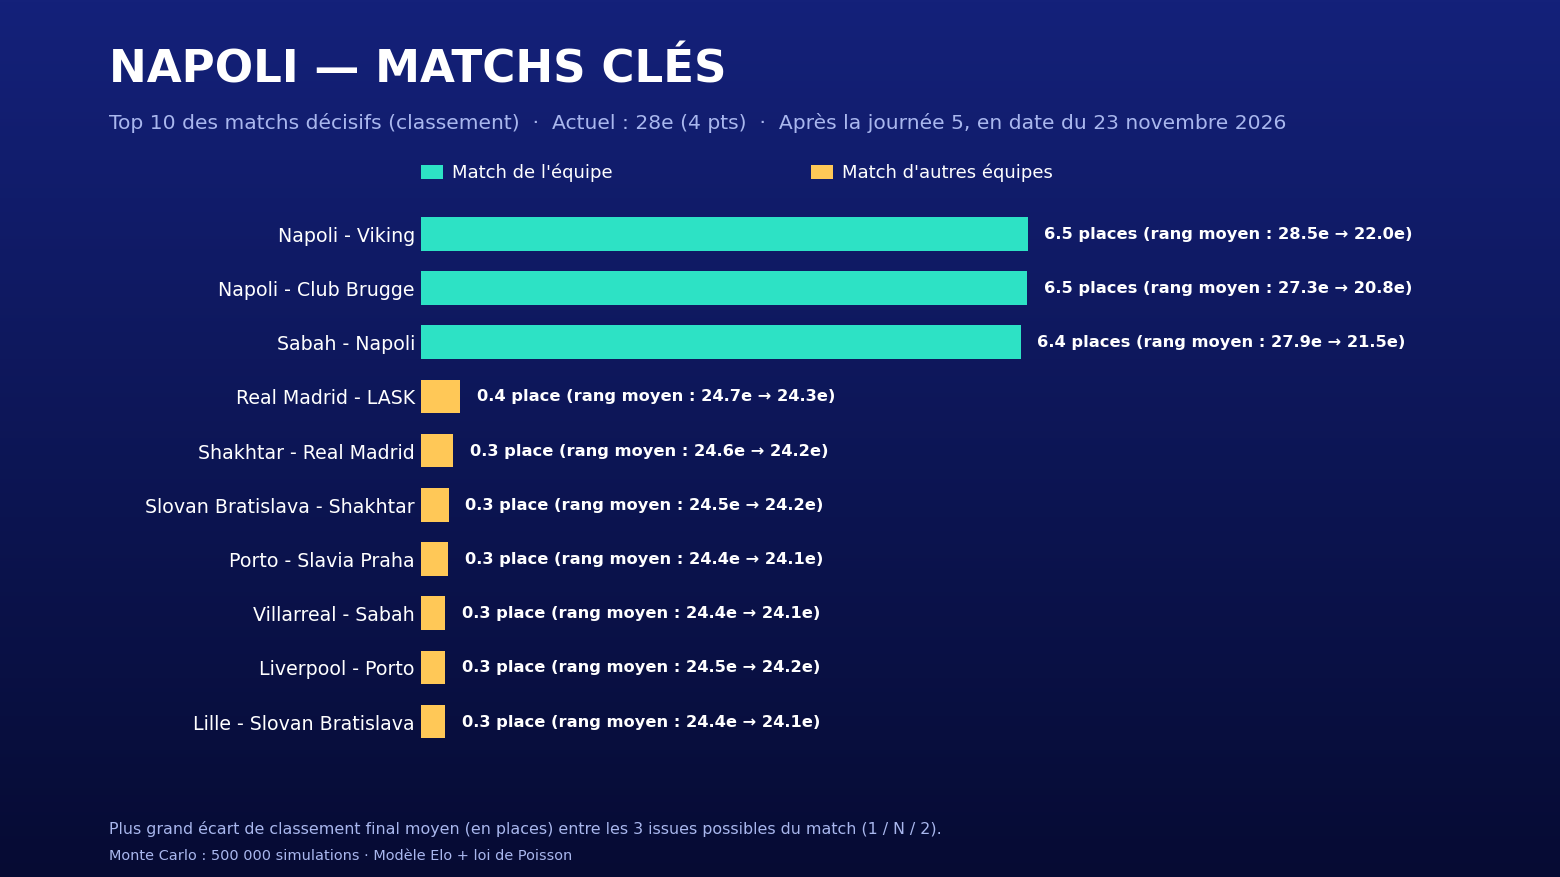 NAPOLI — MATCHS CLÉS
Top 10 des matchs décisifs (classement)  ·  Actuel : 28e (4 pts)  ·  Après la journée 5, en date du 23 novembre 2026
Match de l'équipe    Match d'autres équipes
Napoli - Viking    6.5 places (rang moyen : 28.5e → 22.0e)
Napoli - Club Brugge    6.5 places (rang moyen : 27.3e → 20.8e)
Sabah - Napoli    6.4 places (rang moyen : 27.9e → 21.5e)
Real Madrid - LASK    0.4 place (rang moyen : 24.7e → 24.3e)
Shakhtar - Real Madrid    0.3 place (rang moyen : 24.6e → 24.2e)
Slovan Bratislava - Shakhtar    0.3 place (rang moyen : 24.5e → 24.2e)
Porto - Slavia Praha    0.3 place (rang moyen : 24.4e → 24.1e)
Villarreal - Sabah    0.3 place (rang moyen : 24.4e → 24.1e)
Liverpool - Porto    0.3 place (rang moyen : 24.5e → 24.2e)
Lille - Slovan Bratislava    0.3 place (rang moyen : 24.4e → 24.1e)
Plus grand écart de classement final moyen (en places) entre les 3 issues possibles du match (1 / N / 2).
Monte Carlo : 500 000 simulations · Modèle Elo + loi de Poisson